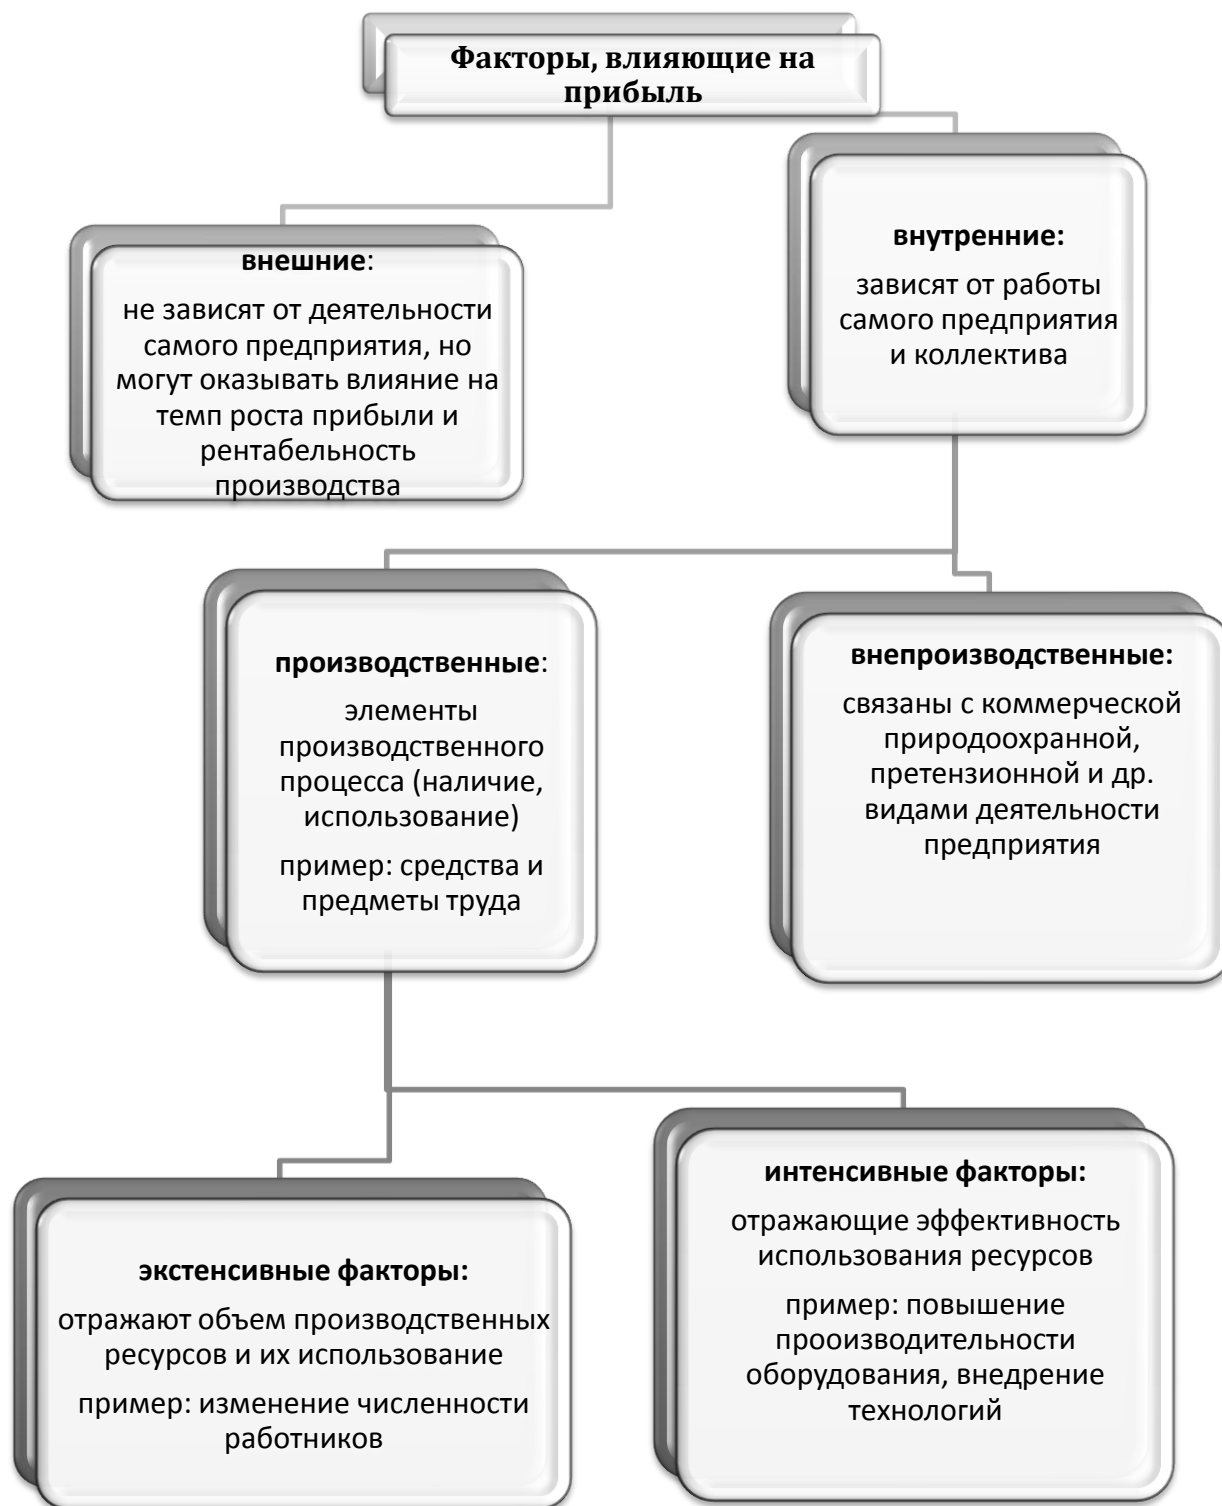 Факторы, влияющие на
прибыль
внешние:
не зависят от деятельности
самого предприятия, но
могут оказывать влияние на
темп роста прибыли и
рентабельность
производства
внутренние:
зависят от работы
самого предприятия
и коллектива
производственные:
элементы
производственного
процесса (наличие,
использование)
пример: средства и
предметы труда
внепроизводственные:
связаны с коммерческой
природоохранной,
претензионной и др.
видами деятельности
предприятия
экстенсивные факторы:
отражают объем производственных
ресурсов и их использование
пример: изменение численности
работников
интенсивные факторы:
отражающие эффективность
использования ресурсов
пример: повышение
прооизводительности
оборудования, внедрение
технологий